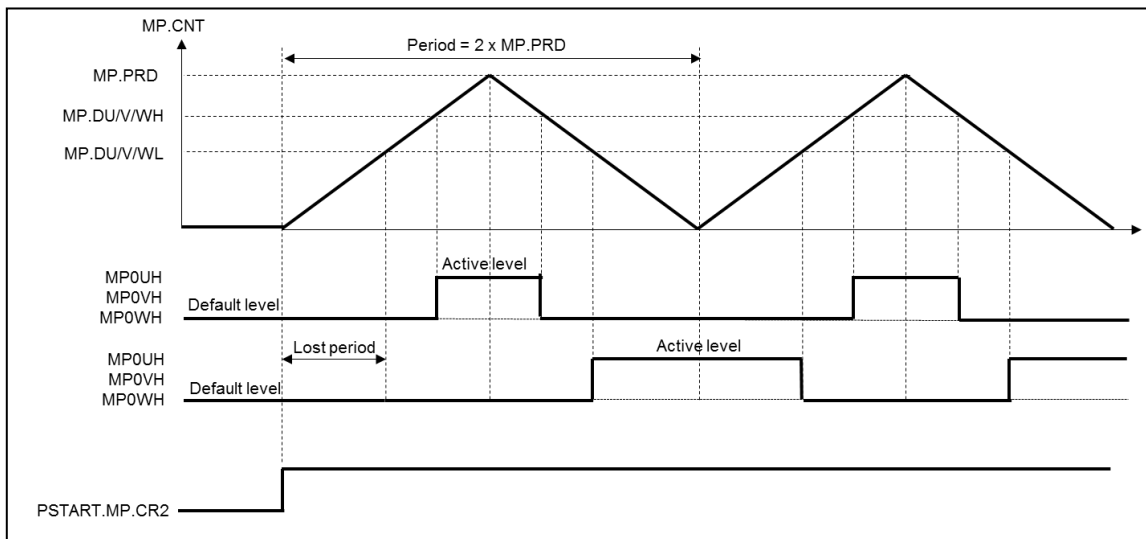 MP.CNT
Period = 2 x MP.PRD
MP.PRD
MP.DU/V/WH
MP.DU/V/WL
MP0UH
MP0VH
MP0WH
Default level
Active level
MP0UH
MP0VH
MP0WH
Default level
Lost period
Active level
PSTART.MP.CR2